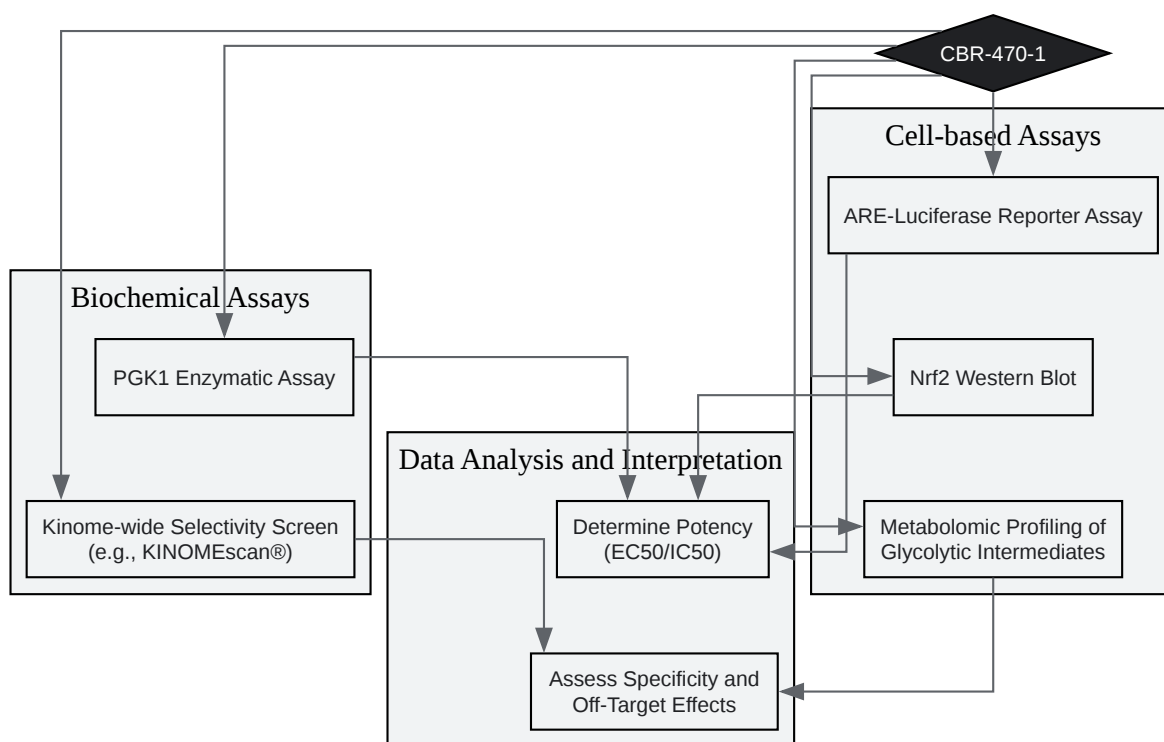 CBR-470-1
Cell-based Assays
ARE-Luciferase Reporter Assay
Biochemical Assays
PGK1 Enzymatic Assay
Nrf2 Western Blot
Data Analysis and Interpretation
Kinome-wide Selectivity Screen
(e.g., KINOMEscan®)
Determine Potency
(EC50/IC50)
Metabolomic Profiling of
Glycolytic Intermediates
Assess Specificity and
Off-Target Effects